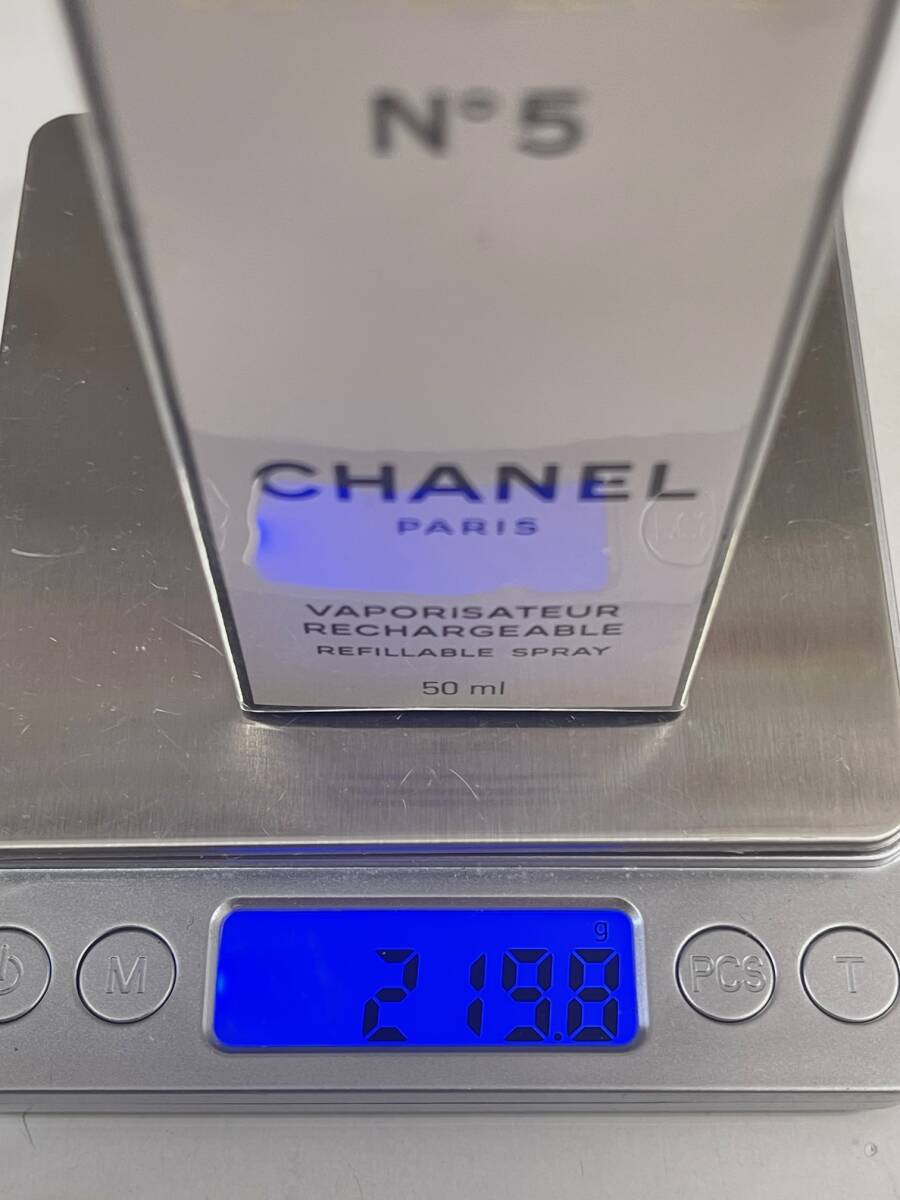 N°5
CHANEL
PARIS
VAPORISATEUR
RECHARGEABLE
REFILLABLE SPRAY
50 ml
g
219.8
M
PCS
T